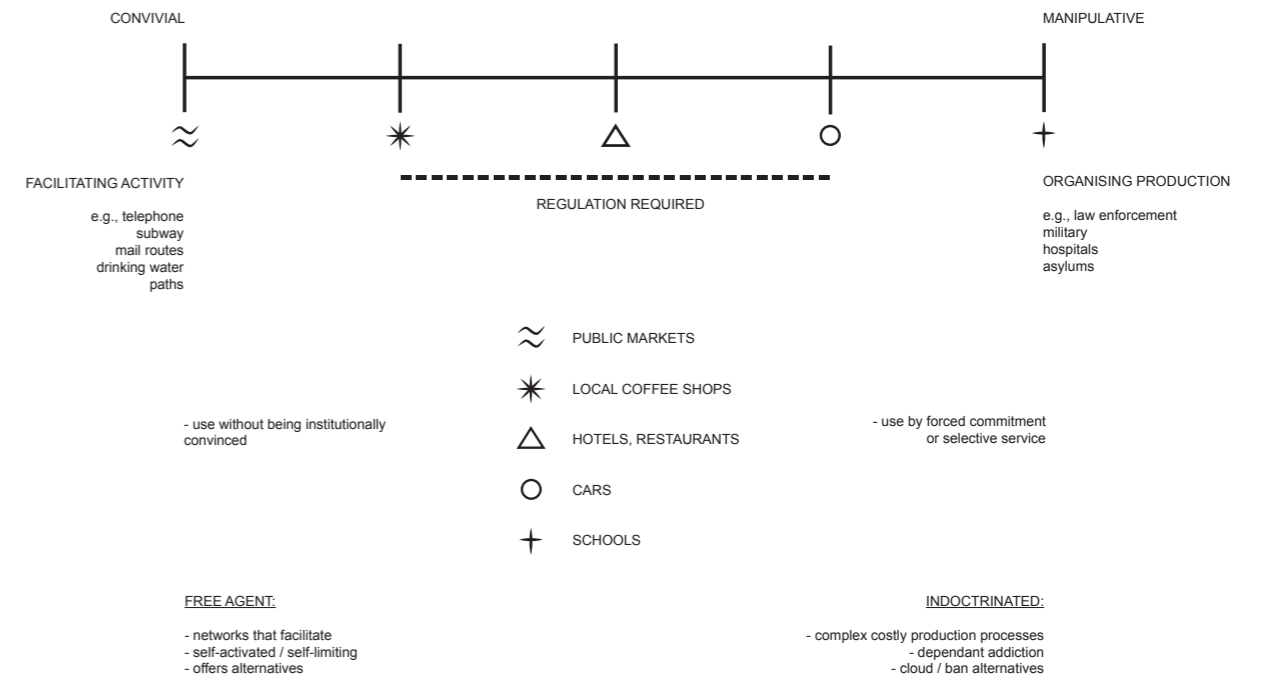 CONVIVIAL
MANIPULATIVE
FACILITATING ACTIVITY
e.g., telephone
subway
mail routes
drinking water
paths
REGULATION REQUIRED
ORGANISING PRODUCTION
e.g., law enforcement
military
hospitals
asylums
PUBLIC MARKETS
LOCAL COFFEE SHOPS
HOTELS, RESTAURANTS
CARS
SCHOOLS
- use without being institutionally
convinced
- use by forced commitment
or selective service
FREE AGENT:
- networks that facilitate
- self-activated / self-limiting
- offers alternatives
INDOCTRINATED:
- complex costly production processes
- dependant addiction
- cloud / ban alternatives